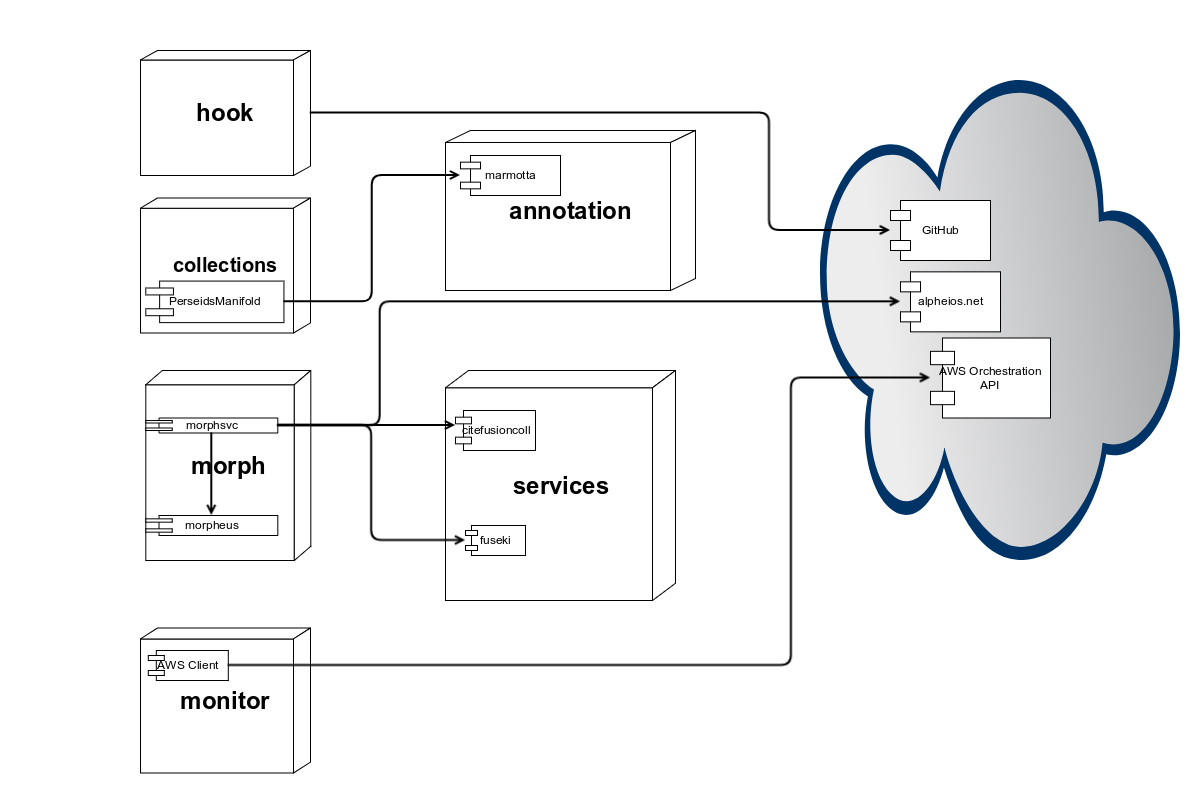 hook
marmotta
annotation
GitHub
collections
PerseidsManifold
alpheios.net
AWS Orchestration
API
morphsvc
citefusioncoll
morph
services
morpheus
fuseki
AWS Client
monitor